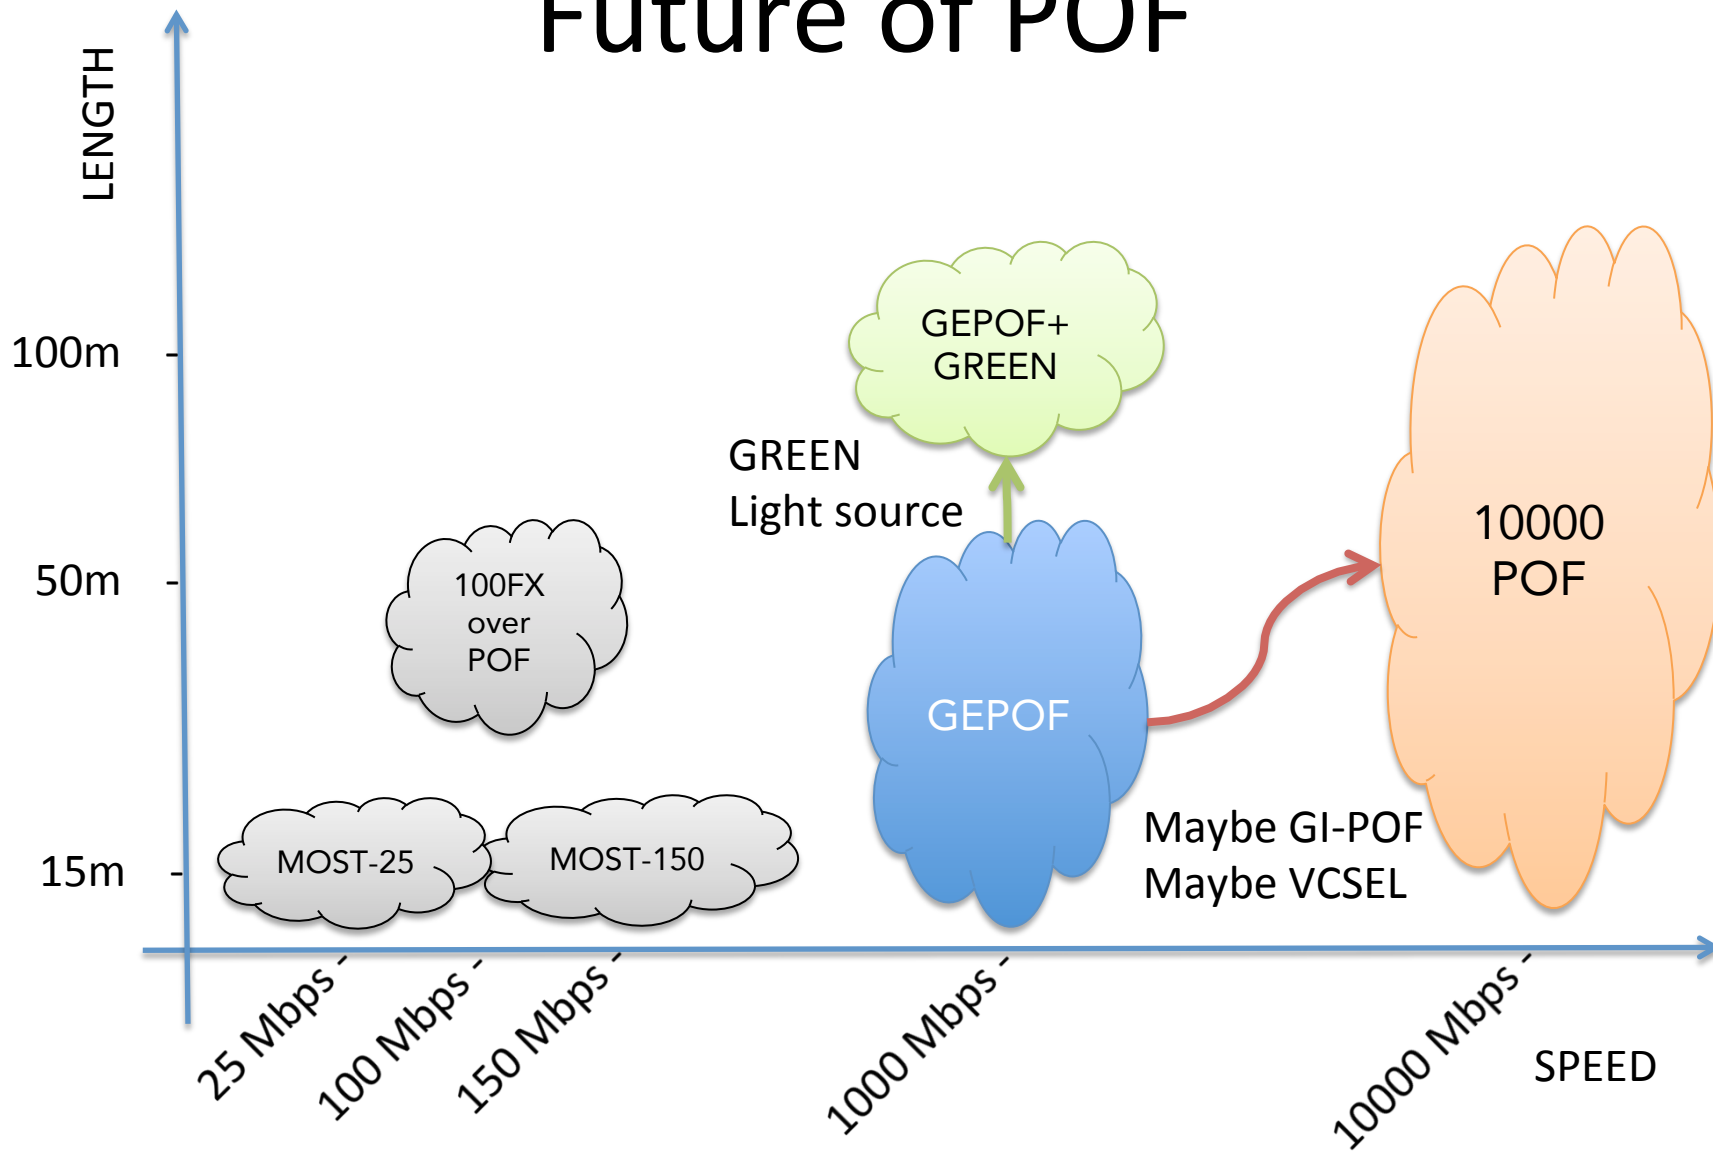 Future of POF
LENGTH
100m
50m
15m
GEPOF+
GREEN
GREEN
Light source
100FX
over
POF
10000
POF
GEPOF
MOST-25
MOST-150
Maybe GI-POF
Maybe VCSEL
25 Mbps -
100 Mbps -
150 Mbps -
1000 Mbps -
10000 Mbps -
SPEED